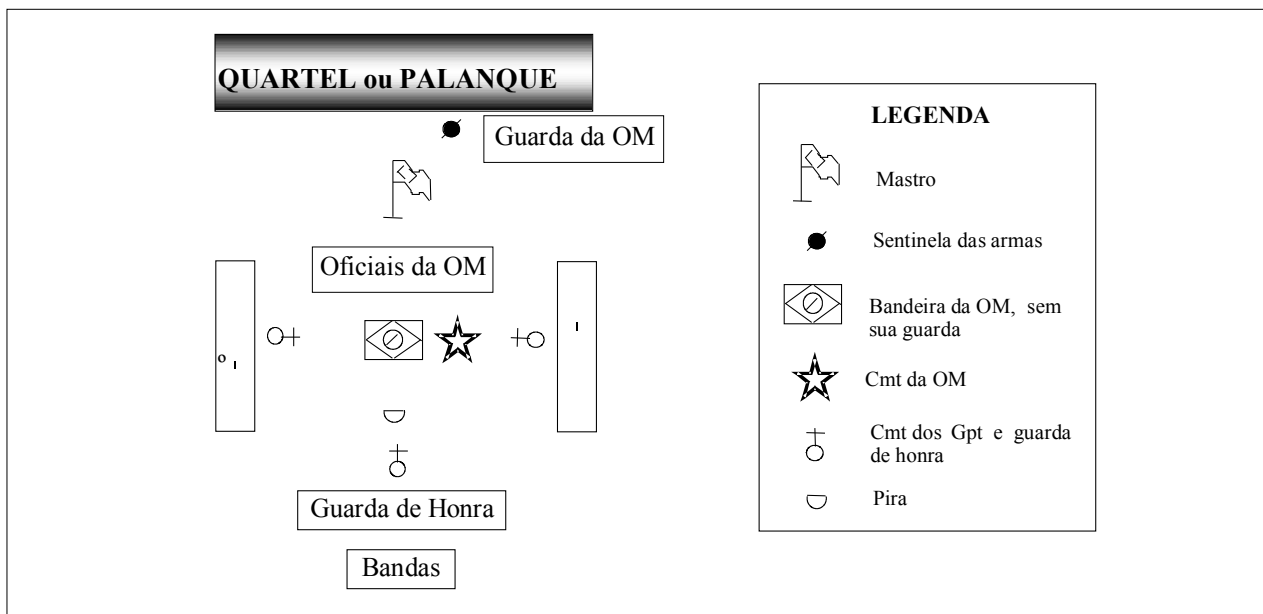 QUARTEL ou PALANQUE
Guarda da OM
Oficiais da OM
Guarda de Honra
Bandas
LEGENDA
Mastro
Sentinela das armas
Bandeira da OM, sem
sua guarda
Cmt da OM
Cmt dos Gpt e guarda
de honra
Pira